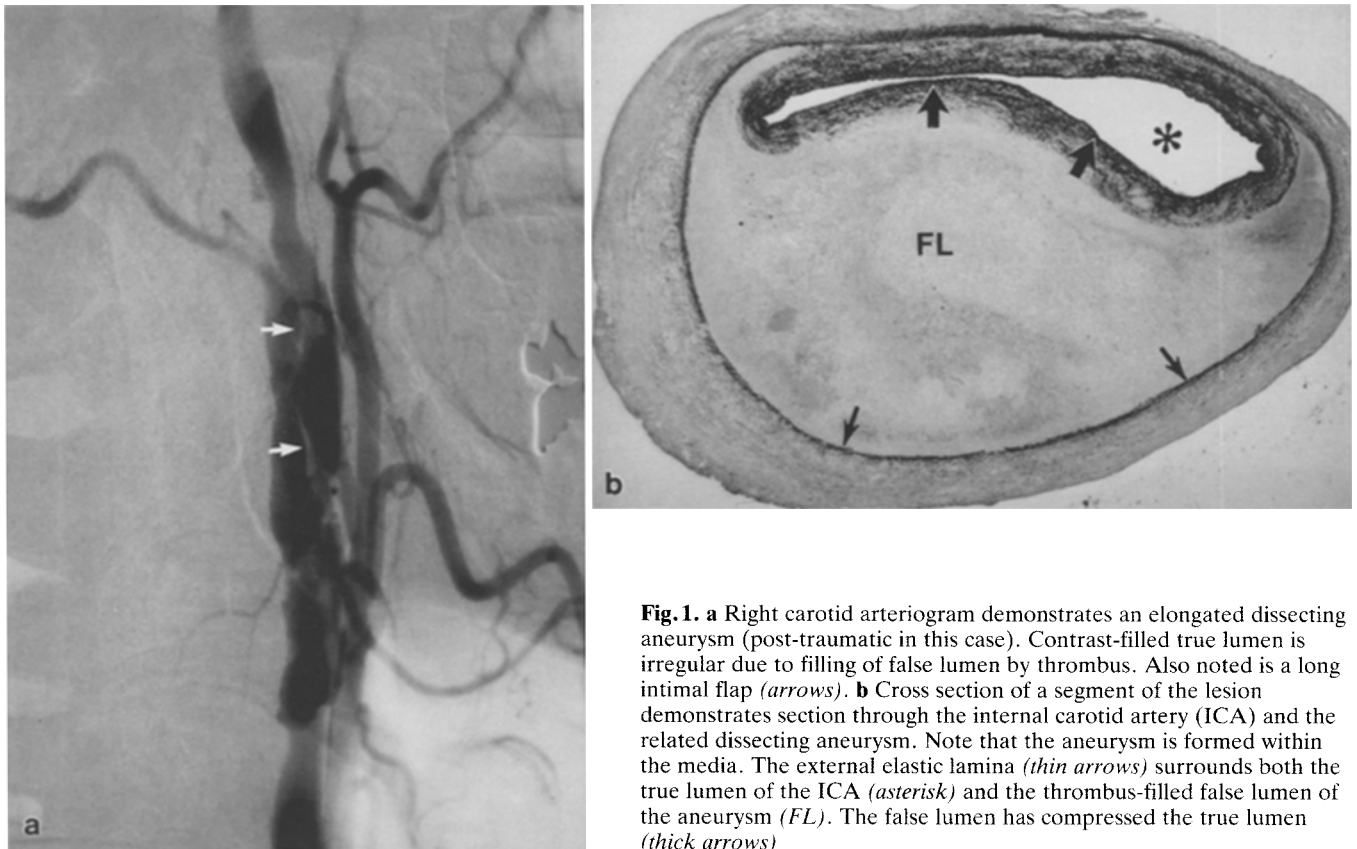 a
b
FL
*
Fig. 1. a Right carotid arteriogram demonstrates an elongated dissecting
aneurysm (post-traumatic in this case). Contrast-filled true lumen is
irregular due to filling of false lumen by thrombus. Also noted is a long
intimal flap (arrows). b Cross section of a segment of the lesion
demonstrates section through the internal carotid artery (ICA) and the
related dissecting aneurysm. Note that the aneurysm is formed within
the media. The external elastic lamina (thin arrows) surrounds both the
true lumen of the ICA (asterisk) and the thrombus-filled false lumen of
the aneurysm (FL). The false lumen has compressed the true lumen
(thick arrows)